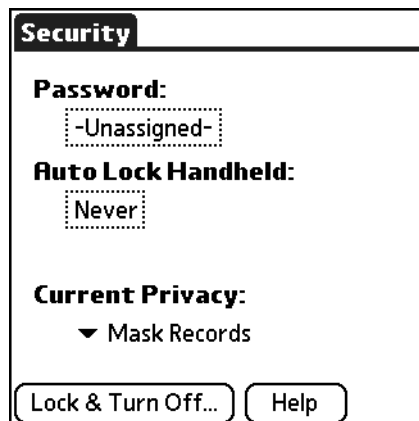 Security
Password:
-Unassigned-
Auto Lock Handheld:
Never
Current Privacy:
Mask Records
Lock & Turn Off... Help